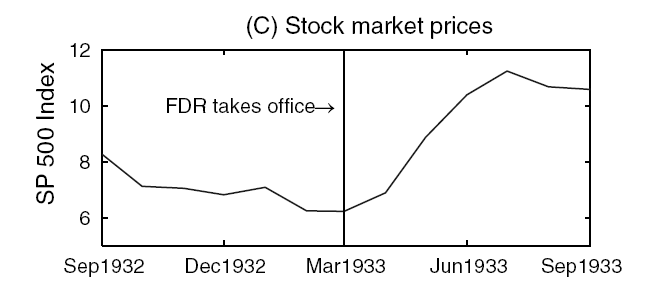 (C) Stock market prices
SP 500 Index
12
10
8
6
FDR takes office→
Sep1932 Dec1932 Mar1933 Jun1933 Sep1933